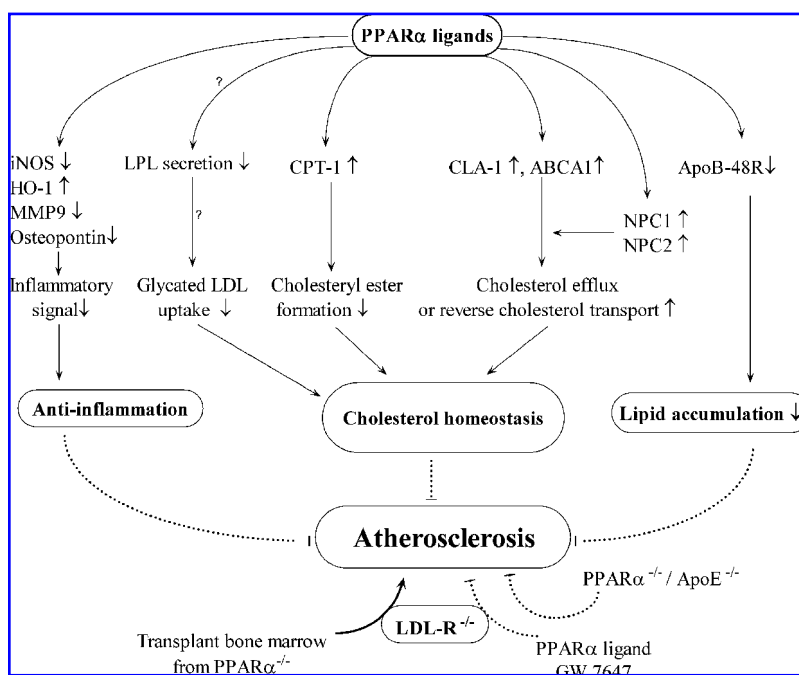 PPARα ligands
?
iNOS ↓
HO-1 ↑
MMP9 ↓
Osteopontin↓
Inflammatory
signal↓
Anti-inflammation
LPL secretion ↓
?
Glycated LDL
uptake ↓
CPT-1 ↑
Cholesteryl ester
formation ↓
CLA-1 ↑, ABCA1↑
NPC1 ↑
NPC2 ↑
Cholesterol efflux
or reverse cholesterol transport ↑
Cholesterol homeostasis
ApoB-48R↓
Lipid accumulation ↓
Atherosclerosis
PPARα -/- / ApoE -/-
LDL-R -/-
Transplant bone marrow
from PPARα-/-
PPARα ligand
GW 7647